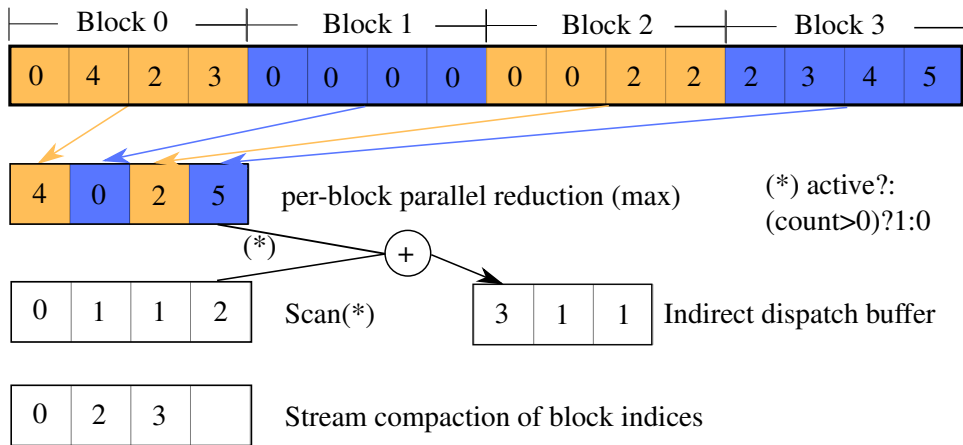 Block 0 Block 1 Block 2 Block 3
0 4 2 3 0 0 0 0 0 0 2 2 2 3 4 5
4 0 2 5
per-block parallel reduction (max)
(*) active?:
(count>0)?1:0
(*)
+
0 1 1 2
Scan(*)
3 1 1
Indirect dispatch buffer
0 2 3
Stream compaction of block indices